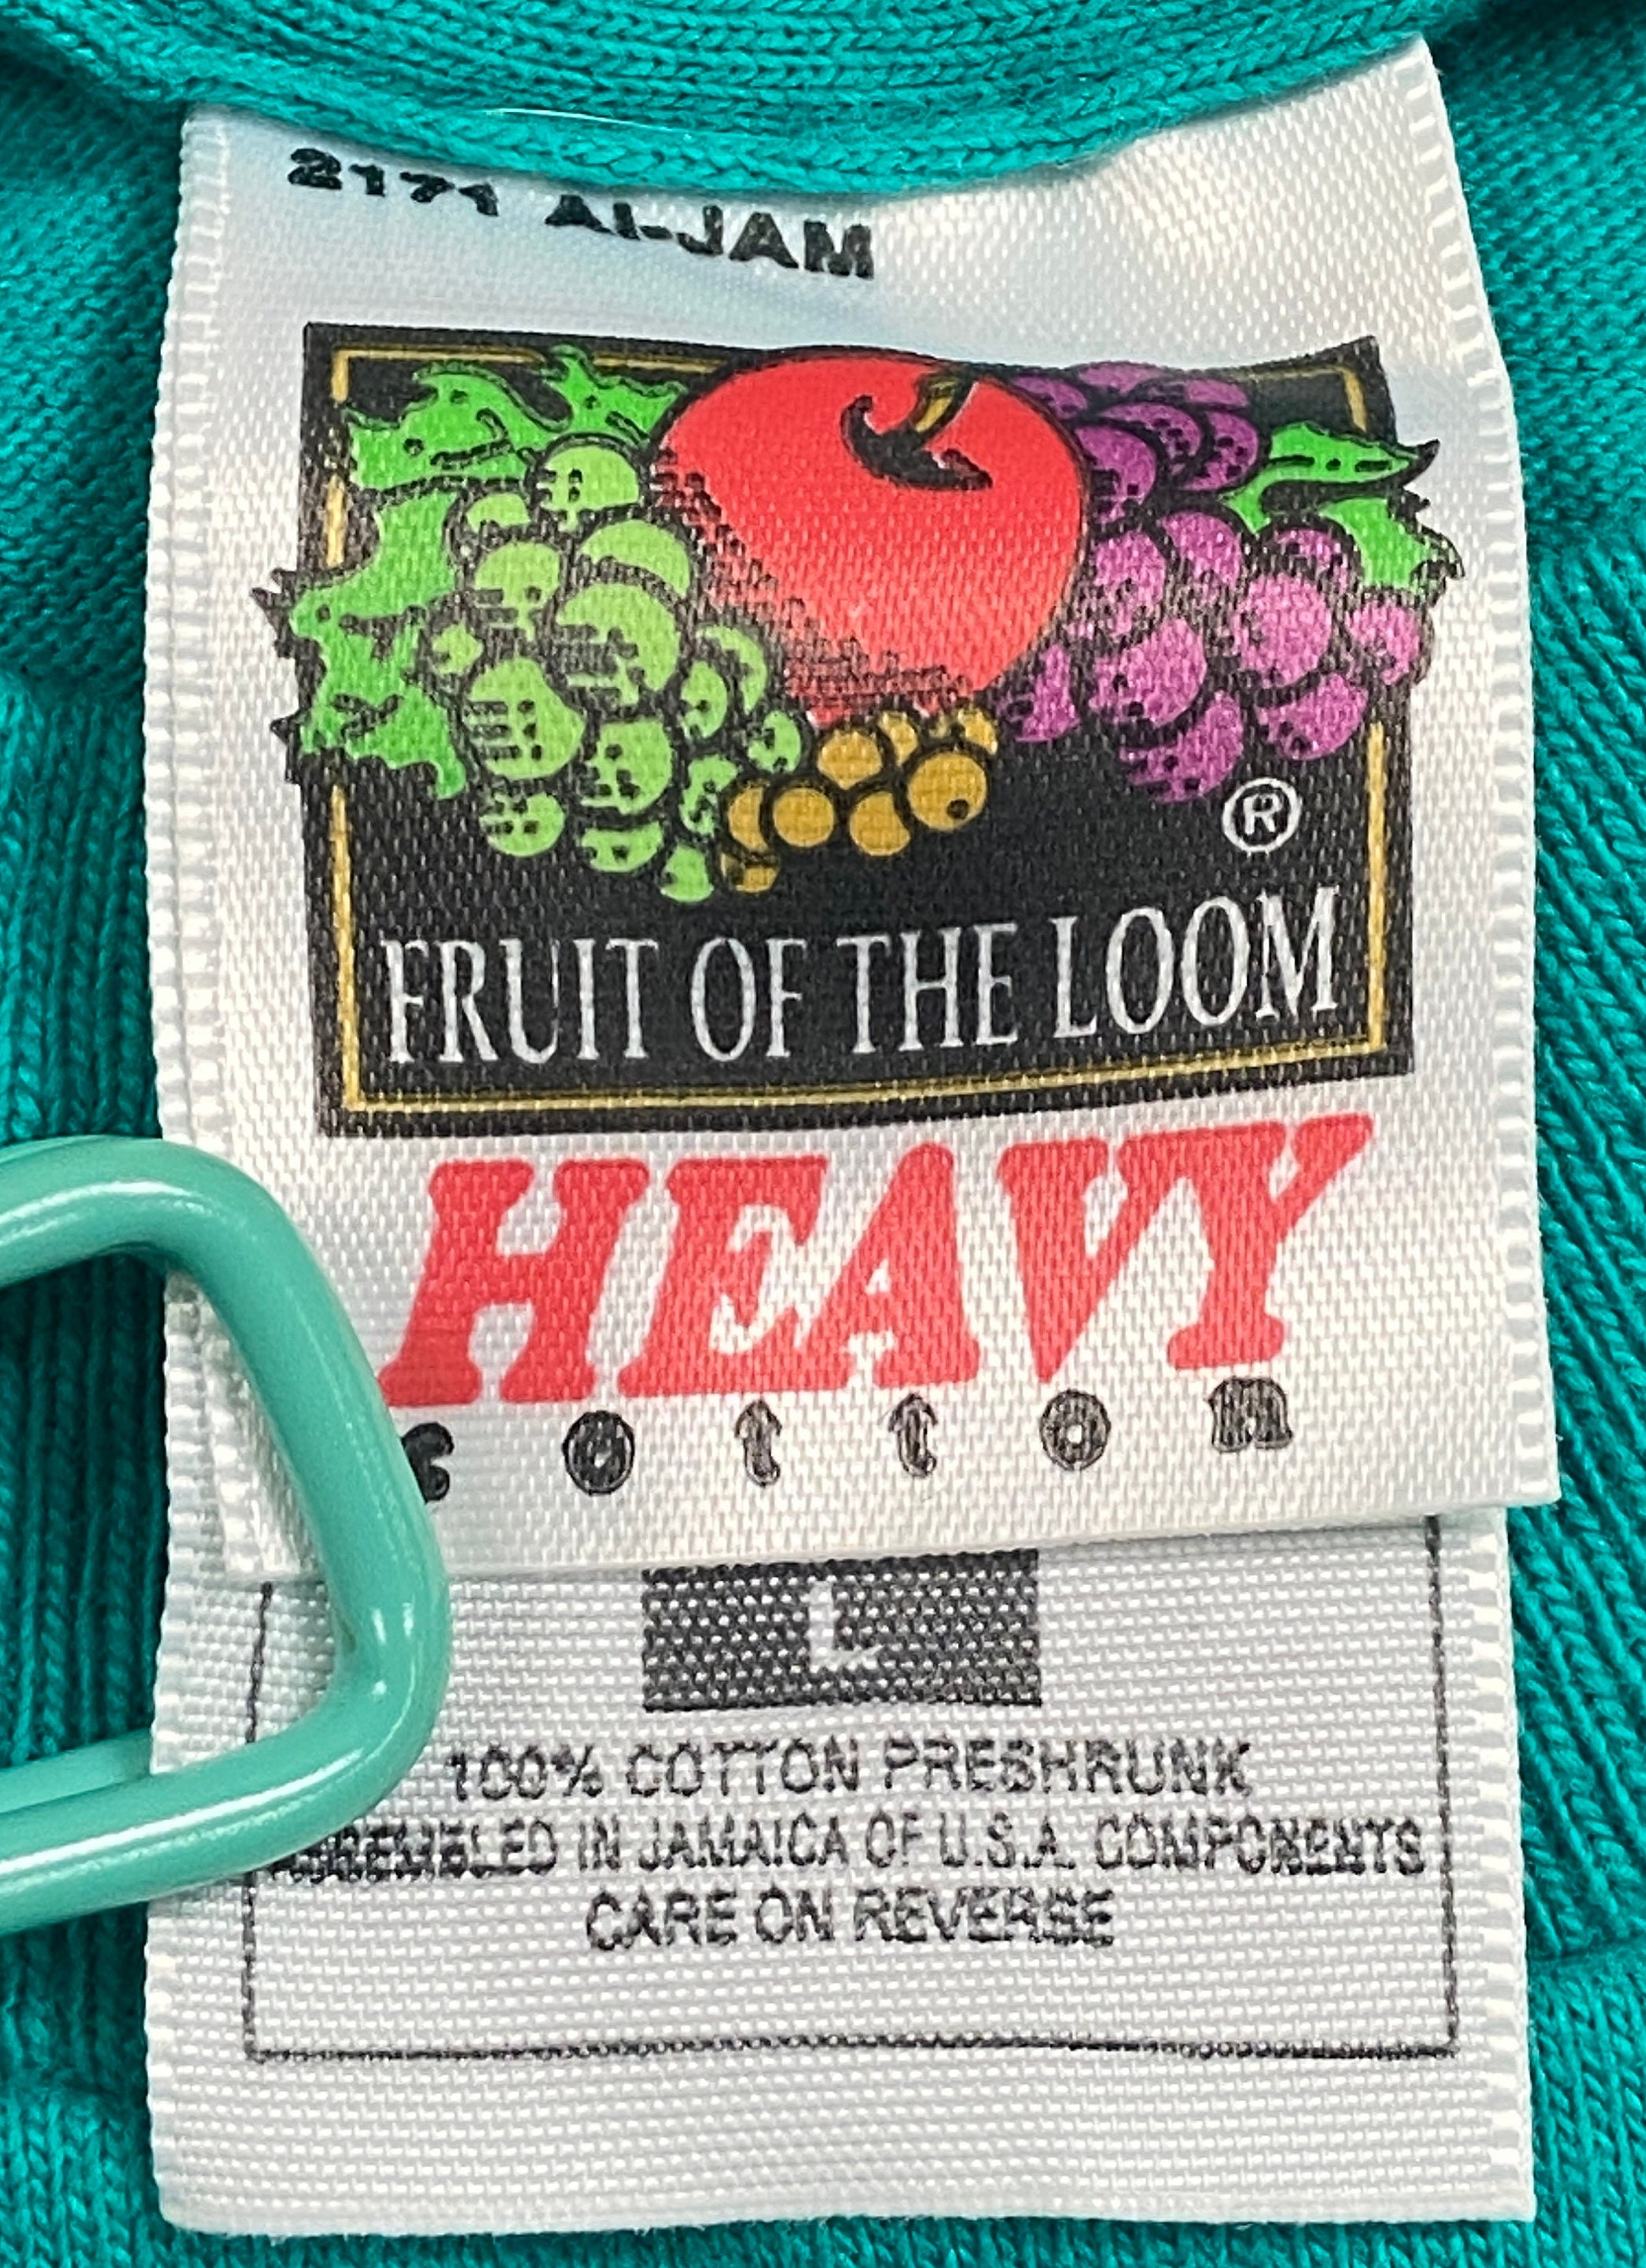 2171 AI-JAM
®
FRUIT OF THE LOOM
HEAVY
cotton
L
100% COTTON PRESHRUNK
IN JAMAICA OF U.S.A. COMPONENTS
CARE ON REVERSE